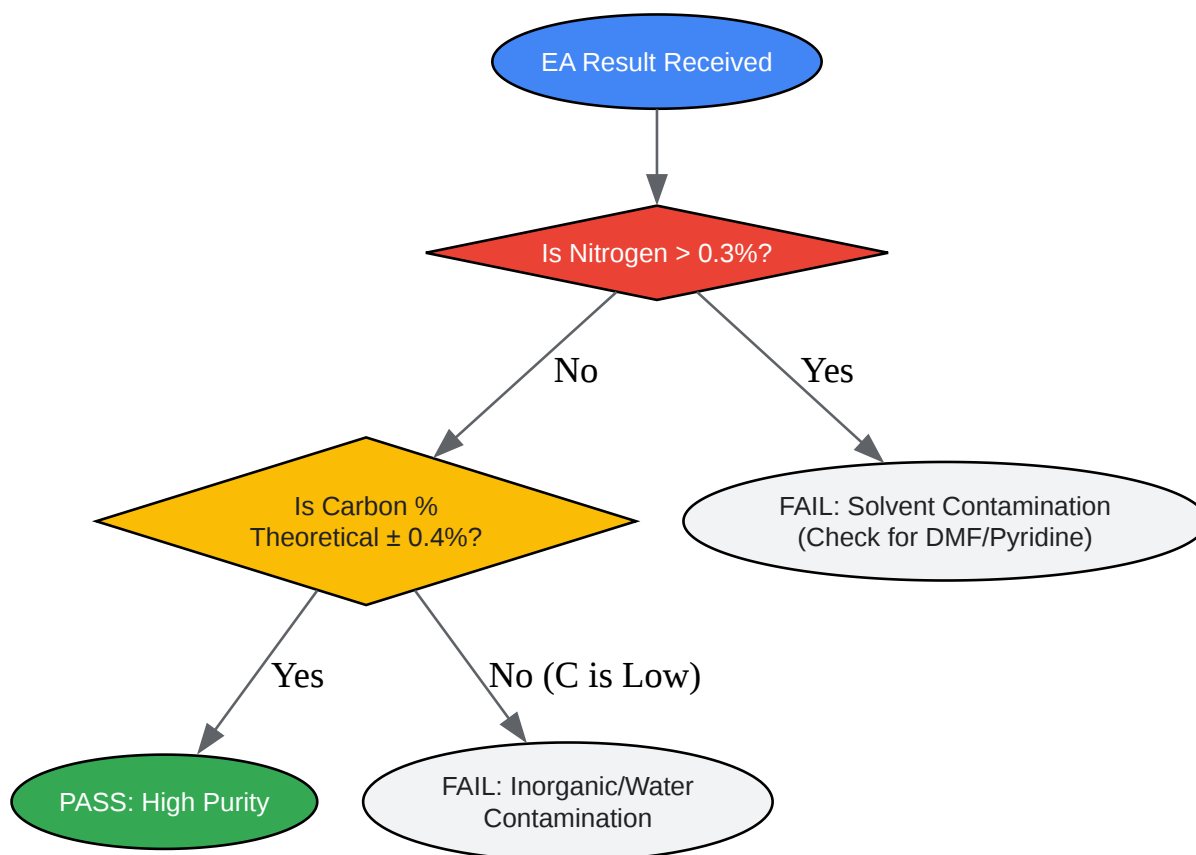 EA Result Received
Is Nitrogen > 0.3%?
No
Yes
Is Carbon %
Theoretical ± 0.4%?
FAIL: Solvent Contamination
(Check for DMF/Pyridine)
Yes
No (C is Low)
PASS: High Purity
FAIL: Inorganic/Water
Contamination